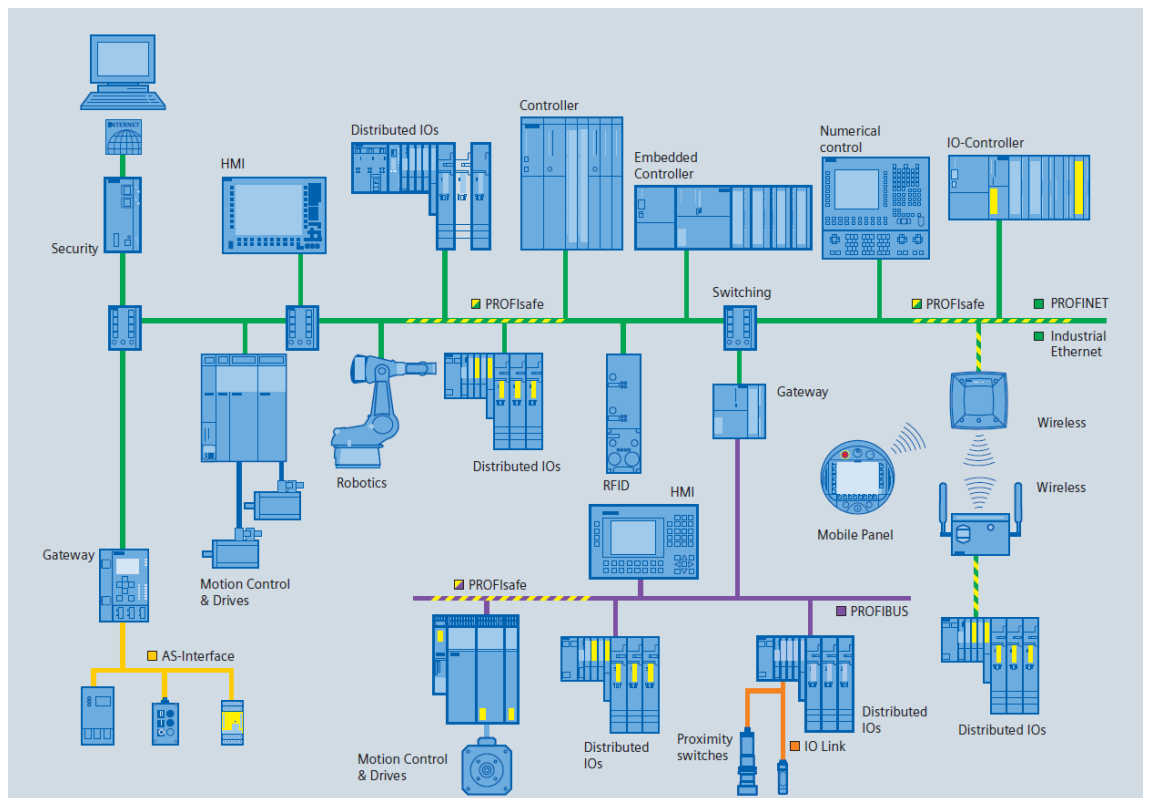 INTERNET
Security
HMI
Distributed IOs
Controller
Embedded
Controller
Numerical
control
IO-Controller
PROFIsafe
Switching
PROFIsafe
PROFINET
Industrial
Ethernet
Robotics
Distributed IOs
RFID
Gateway
Wireless
Wireless
Mobile Panel
HMI
Gateway
Motion Control
& Drives
PROFIsafe
PROFIBUS
AS-Interface
Motion Control
& Drives
Distributed
IOs
Proximity
switches
IO Link
Distributed
IOs
Distributed IOs